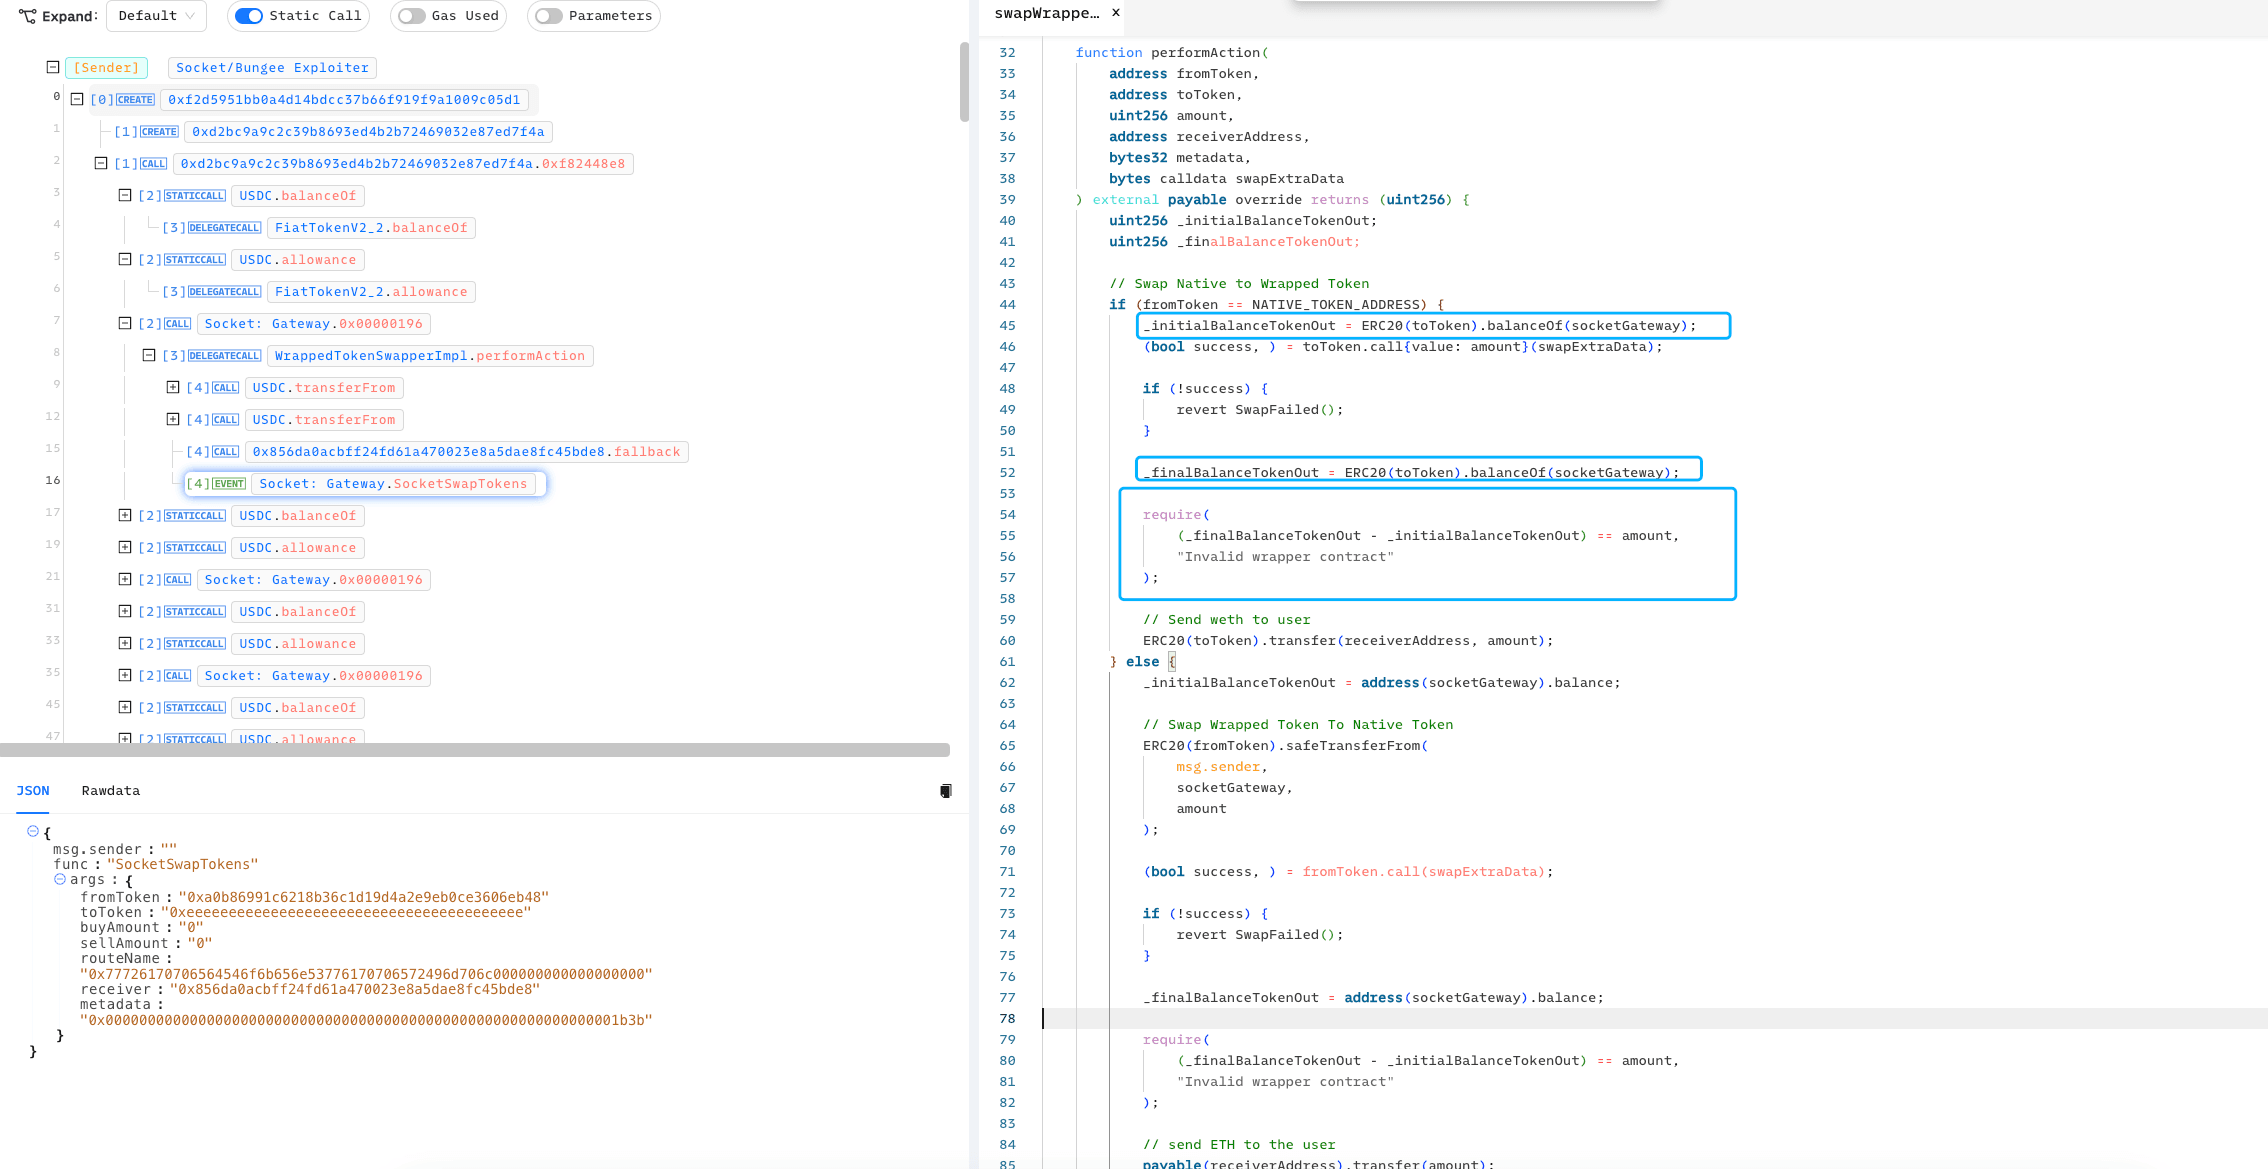 Expand: Default Static Call Gas Used Parameters
[Sender] Socket/Bungee Exploiter
0 [0] CREATE 0xf2d5951bb0a4d14bdcc37b66f919f9a1009c05d1
1 [1] CREATE 0xd2bc9a9c2c39b8693ed4b2b72469032e87ed7f4a
2 [1] CALL 0xd2bc9a9c2c39b8693ed4b2b72469032e87ed7f4a.0xf82448e8
3 [2] STATICCALL USDC.balanceOf
4 [3] DELEGATECALL FiatTokenV2_2.balanceOf
5 [2] STATICCALL USDC.allowance
6 [3] DELEGATECALL FiatTokenV2_2.allowance
7 [2] CALL Socket: Gateway.0x00000196
8 [3] DELEGATECALL WrappedTokenSwapperImpl.performAction
9 [4] CALL USDC.transferFrom
12 [4] CALL USDC.transferFrom
15 [4] CALL 0x856da0acbff24fd61a470023e8a5dae8fc45bde8.fallback
16 [4] EVENT Socket: Gateway.SocketSwapTokens
17 [2] STATICCALL USDC.balanceOf
19 [2] STATICCALL USDC.allowance
21 [2] CALL Socket: Gateway.0x00000196
31 [2] STATICCALL USDC.balanceOf
33 [2] STATICCALL USDC.allowance
35 [2] CALL Socket: Gateway.0x00000196
45 [2] STATICCALL USDC.balanceOf
47 [2] STATICCALL USDC.allowance
JSON Rawdata
{
msg.sender : ""
func : "SocketSwapTokens"
args : {
fromToken : "0xa0b86991c6218b36c1d19d4a2e9eb0ce3606eb48"
toToken : "0xeeeeeeeeeeeeeeeeeeeeeeeeeeeeeeeeeeeeeeee"
buyAmount : "0"
sellAmount : "0"
routeName :
"0x77726170706564546f6b656e53776170706572496d706c000000000000000000"
receiver : "0x856da0acbff24fd61a470023e8a5dae8fc45bde8"
metadata :
"0x0000000000000000000000000000000000000000000000000000000000001b3b"
}
}
swapWrappe... ×
32 function performAction(
33 address fromToken,
34 address toToken,
35 uint256 amount,
36 address receiverAddress,
37 bytes32 metadata,
38 bytes calldata swapExtraData
39 ) external payable override returns (uint256) {
40 uint256 _initialBalanceTokenOut;
41 uint256 _finalBalanceTokenOut;
42
43 // Swap Native to Wrapped Token
44 if (fromToken == NATIVE_TOKEN_ADDRESS) {
45 _initialBalanceTokenOut = ERC20(toToken).balanceOf(socketGateway);
46 (bool success, ) = toToken.call{value: amount}(swapExtraData);
47
48 if (!success) {
49 revert SwapFailed();
50 }
51
52 _finalBalanceTokenOut = ERC20(toToken).balanceOf(socketGateway);
53
54 require(
55 (_finalBalanceTokenOut - _initialBalanceTokenOut) == amount,
56 "Invalid wrapper contract"
57 );
58
59 // Send weth to user
60 ERC20(toToken).transfer(receiverAddress, amount);
61 } else {
62 _initialBalanceTokenOut = address(socketGateway).balance;
63
64 // Swap Wrapped Token To Native Token
65 ERC20(fromToken).safeTransferFrom(
66 msg.sender,
67 socketGateway,
68 amount
69 );
70
71 (bool success, ) = fromToken.call(swapExtraData);
72
73 if (!success) {
74 revert SwapFailed();
75 }
76
77 _finalBalanceTokenOut = address(socketGateway).balance;
78
79 require(
80 (_finalBalanceTokenOut - _initialBalanceTokenOut) == amount,
81 "Invalid wrapper contract"
82 );
83
84 // send ETH to the user
85 payable(receiverAddress).transfer(amount);